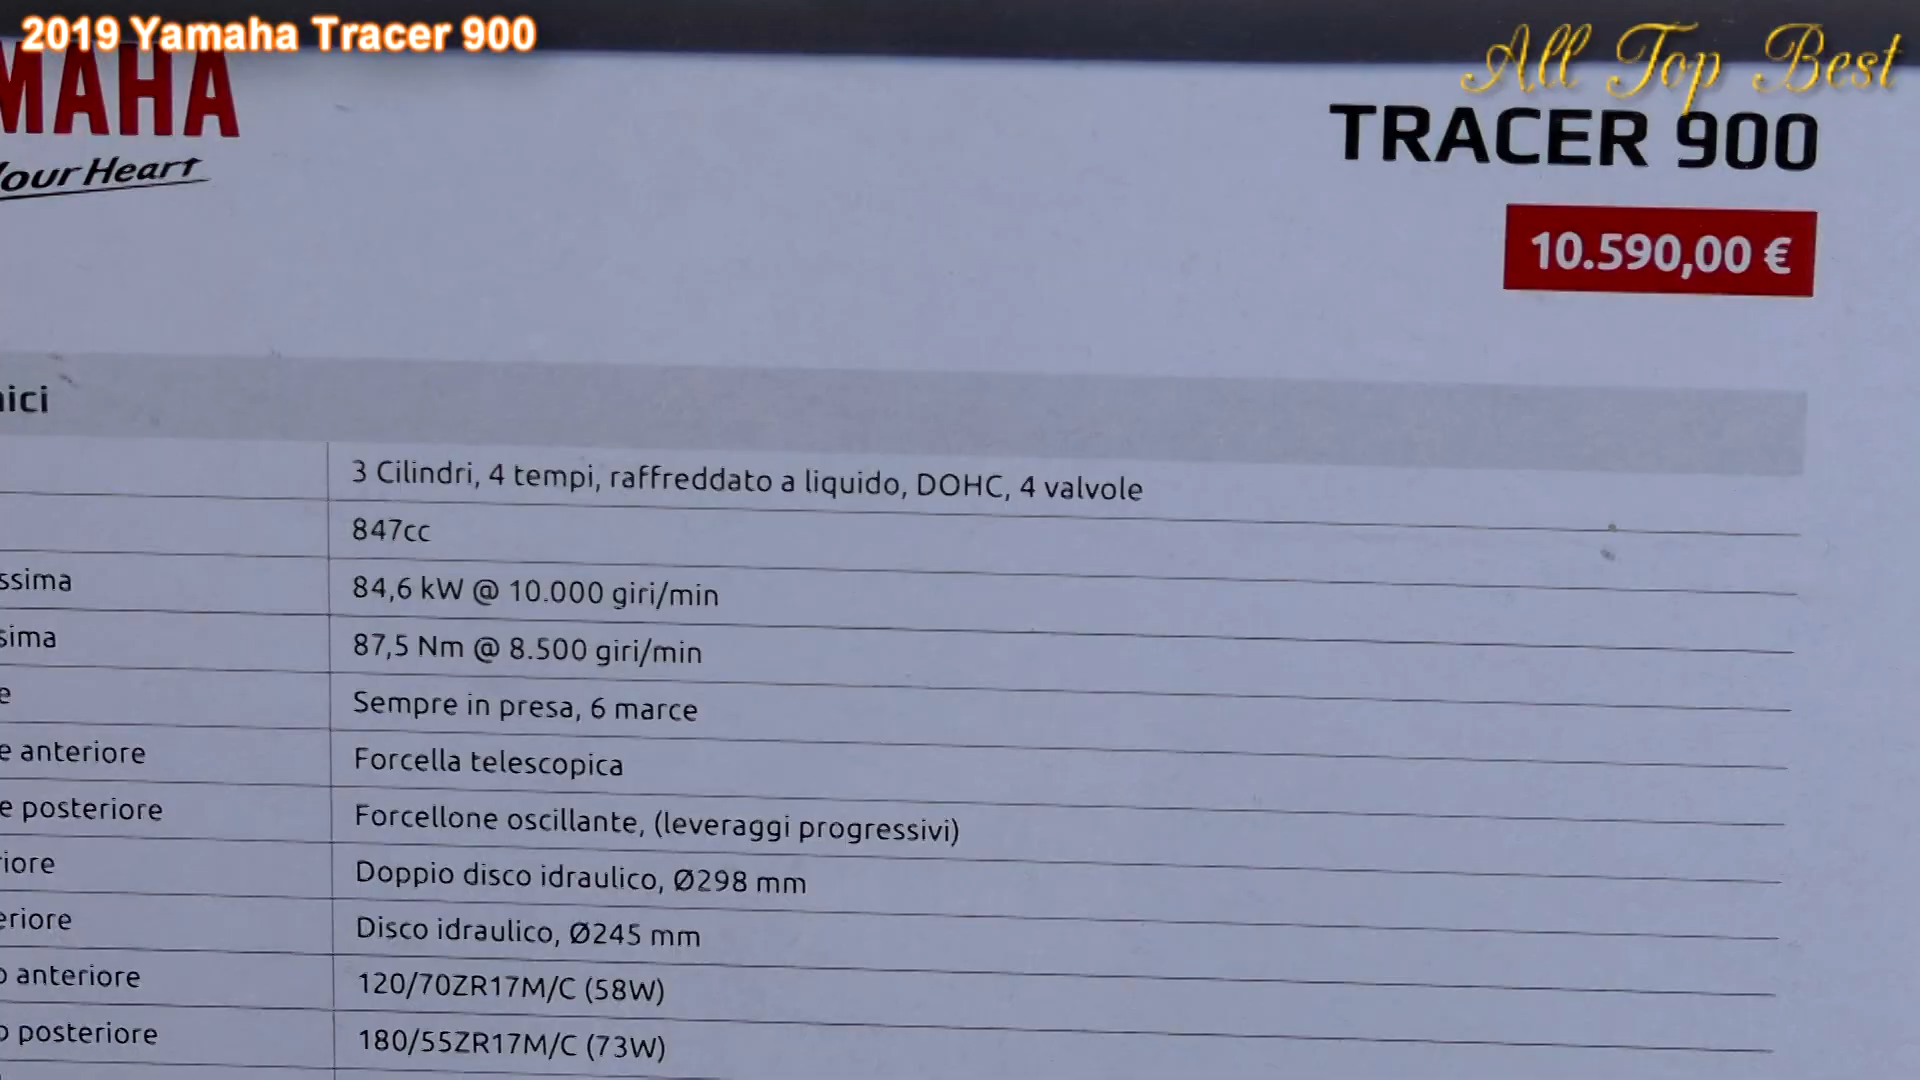 2019 Yamaha Tracer 900
All Top Best
MAHA
Your Heart
TRACER 900
10.590,00 €
nici
3 Cilindri, 4 tempi, raffreddato a liquido, DOHC, 4 valvole
847cc
ssima 84,6 kW @ 10.000 giri/min
sima 87,5 Nm @ 8.500 giri/min
e Sempre in presa, 6 marce
e anteriore Forcella telescopica
e posteriore Forcellone oscillante, (leveraggi progressivi)
riore Doppio disco idraulico, Ø298 mm
eriore Disco idraulico, Ø245 mm
o anteriore 120/70ZR17M/C (58W)
o posteriore 180/55ZR17M/C (73W)